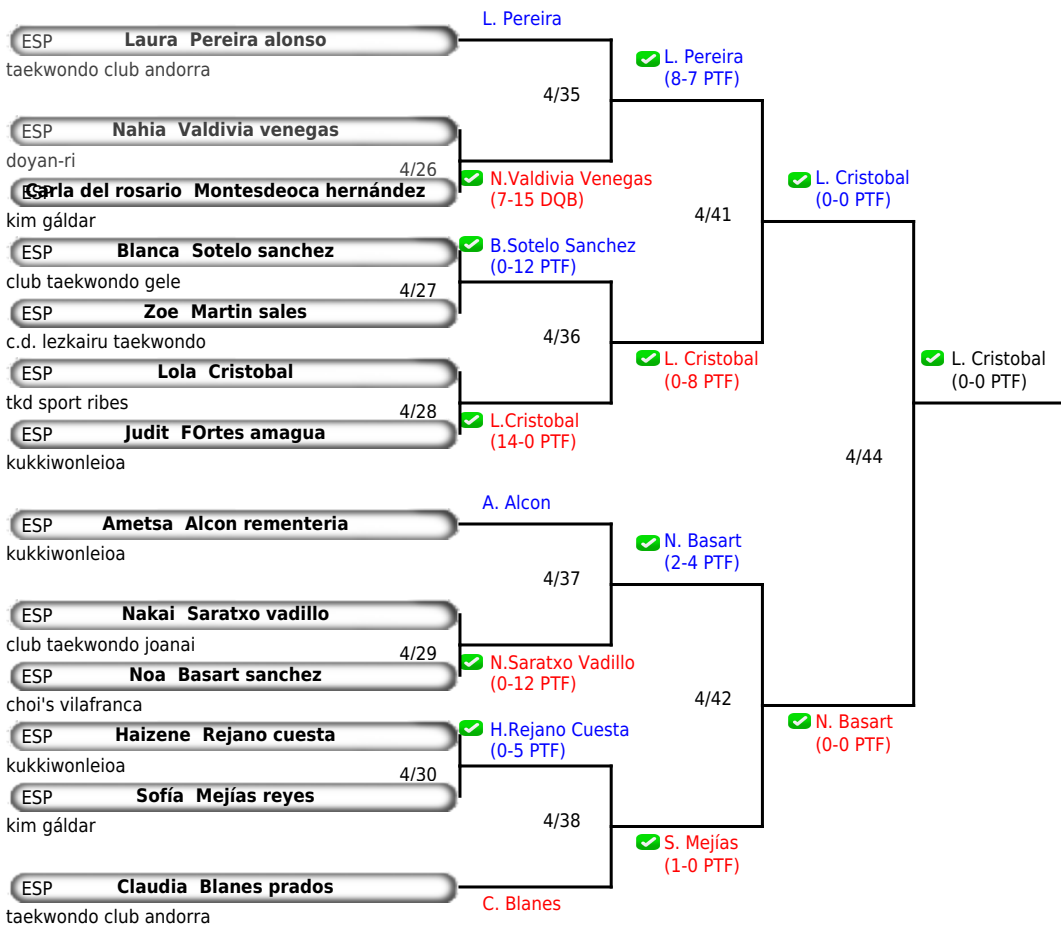 L. Pereira
ESP Laura Pereira alonso
taekwondo club andorra
L. Pereira
(8-7 PTF)
4/35
ESP Nahia Valdivia venegas
doyan-ri
4/26
N.Valdivia Venegas
(7-15 DQB)
ESP Carla del rosario Montesdeoca hernández
kim gáldar
L. Cristobal
(0-0 PTF)
4/41
ESP Blanca Sotelo sanchez
club taekwondo gele
B.Sotelo Sanchez
(0-12 PTF)
4/27
ESP Zoe Martin sales
c.d. lezkairu taekwondo
4/36
L. Cristobal
(0-8 PTF)
ESP Lola Cristobal
tkd sport ribes
4/28
L.Cristobal
(14-0 PTF)
ESP Judit FOrtes amagua
kukkiwonleioa
L. Cristobal
(0-0 PTF)
4/44
A. Alcon
ESP Ametsa Alcon rementeria
kukkiwonleioa
N. Basart
(2-4 PTF)
4/37
ESP Nakai Saratxo vadillo
club taekwondo joanai
4/29
N.Saratxo Vadillo
(0-12 PTF)
ESP Noa Basart sanchez
choi's vilafranca
4/42
N. Basart
(0-0 PTF)
ESP Haizene Rejano cuesta
kukkiwonleioa
H.Rejano Cuesta
(0-5 PTF)
4/30
ESP Sofía Mejías reyes
kim gáldar
4/38
S. Mejías
(1-0 PTF)
ESP Claudia Blanes prados
taekwondo club andorra
C. Blanes